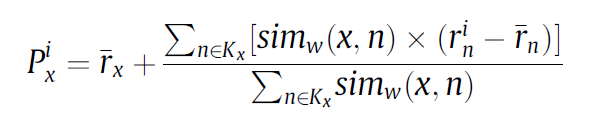 $P_x^i = \bar{r}_x + \frac{\sum_{n \in K_x} [sim_w(x, n) \times (r_n^i - \bar{r}_n)]}{\sum_{n \in K_x} sim_w(x, n)}$